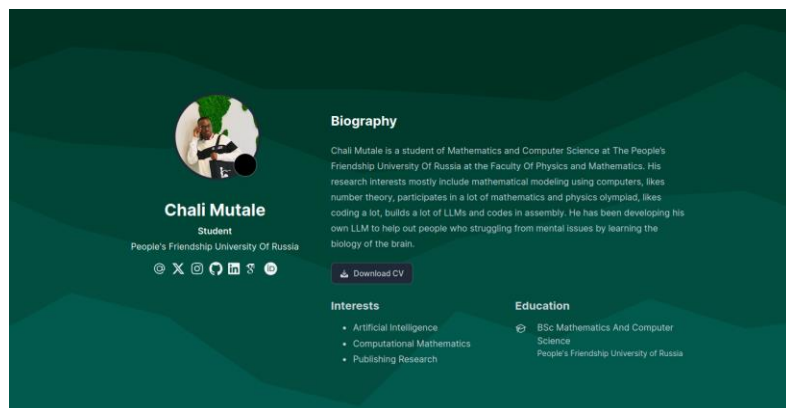 Biography
Chali Mutale is a student of Mathematics and Computer Science at The People's
Friendship University Of Russia at the Faculty Of Physics and Mathematics. His
research interests mostly include mathematical modeling using computers, likes
number theory, participates in a lot of mathematics and physics olympiad, likes
coding a lot, builds a lot of LLMs and codes in assembly. He has been developing his
own LLM to help out people who struggling from mental issues by learning the
biology of the brain.
Chali Mutale
Student
People's Friendship University Of Russia
Download CV
Interests
Artificial Intelligence
Computational Mathematics
Publishing Research
Education
BSc Mathematics And Computer
Science
People's Friendship University of Russia